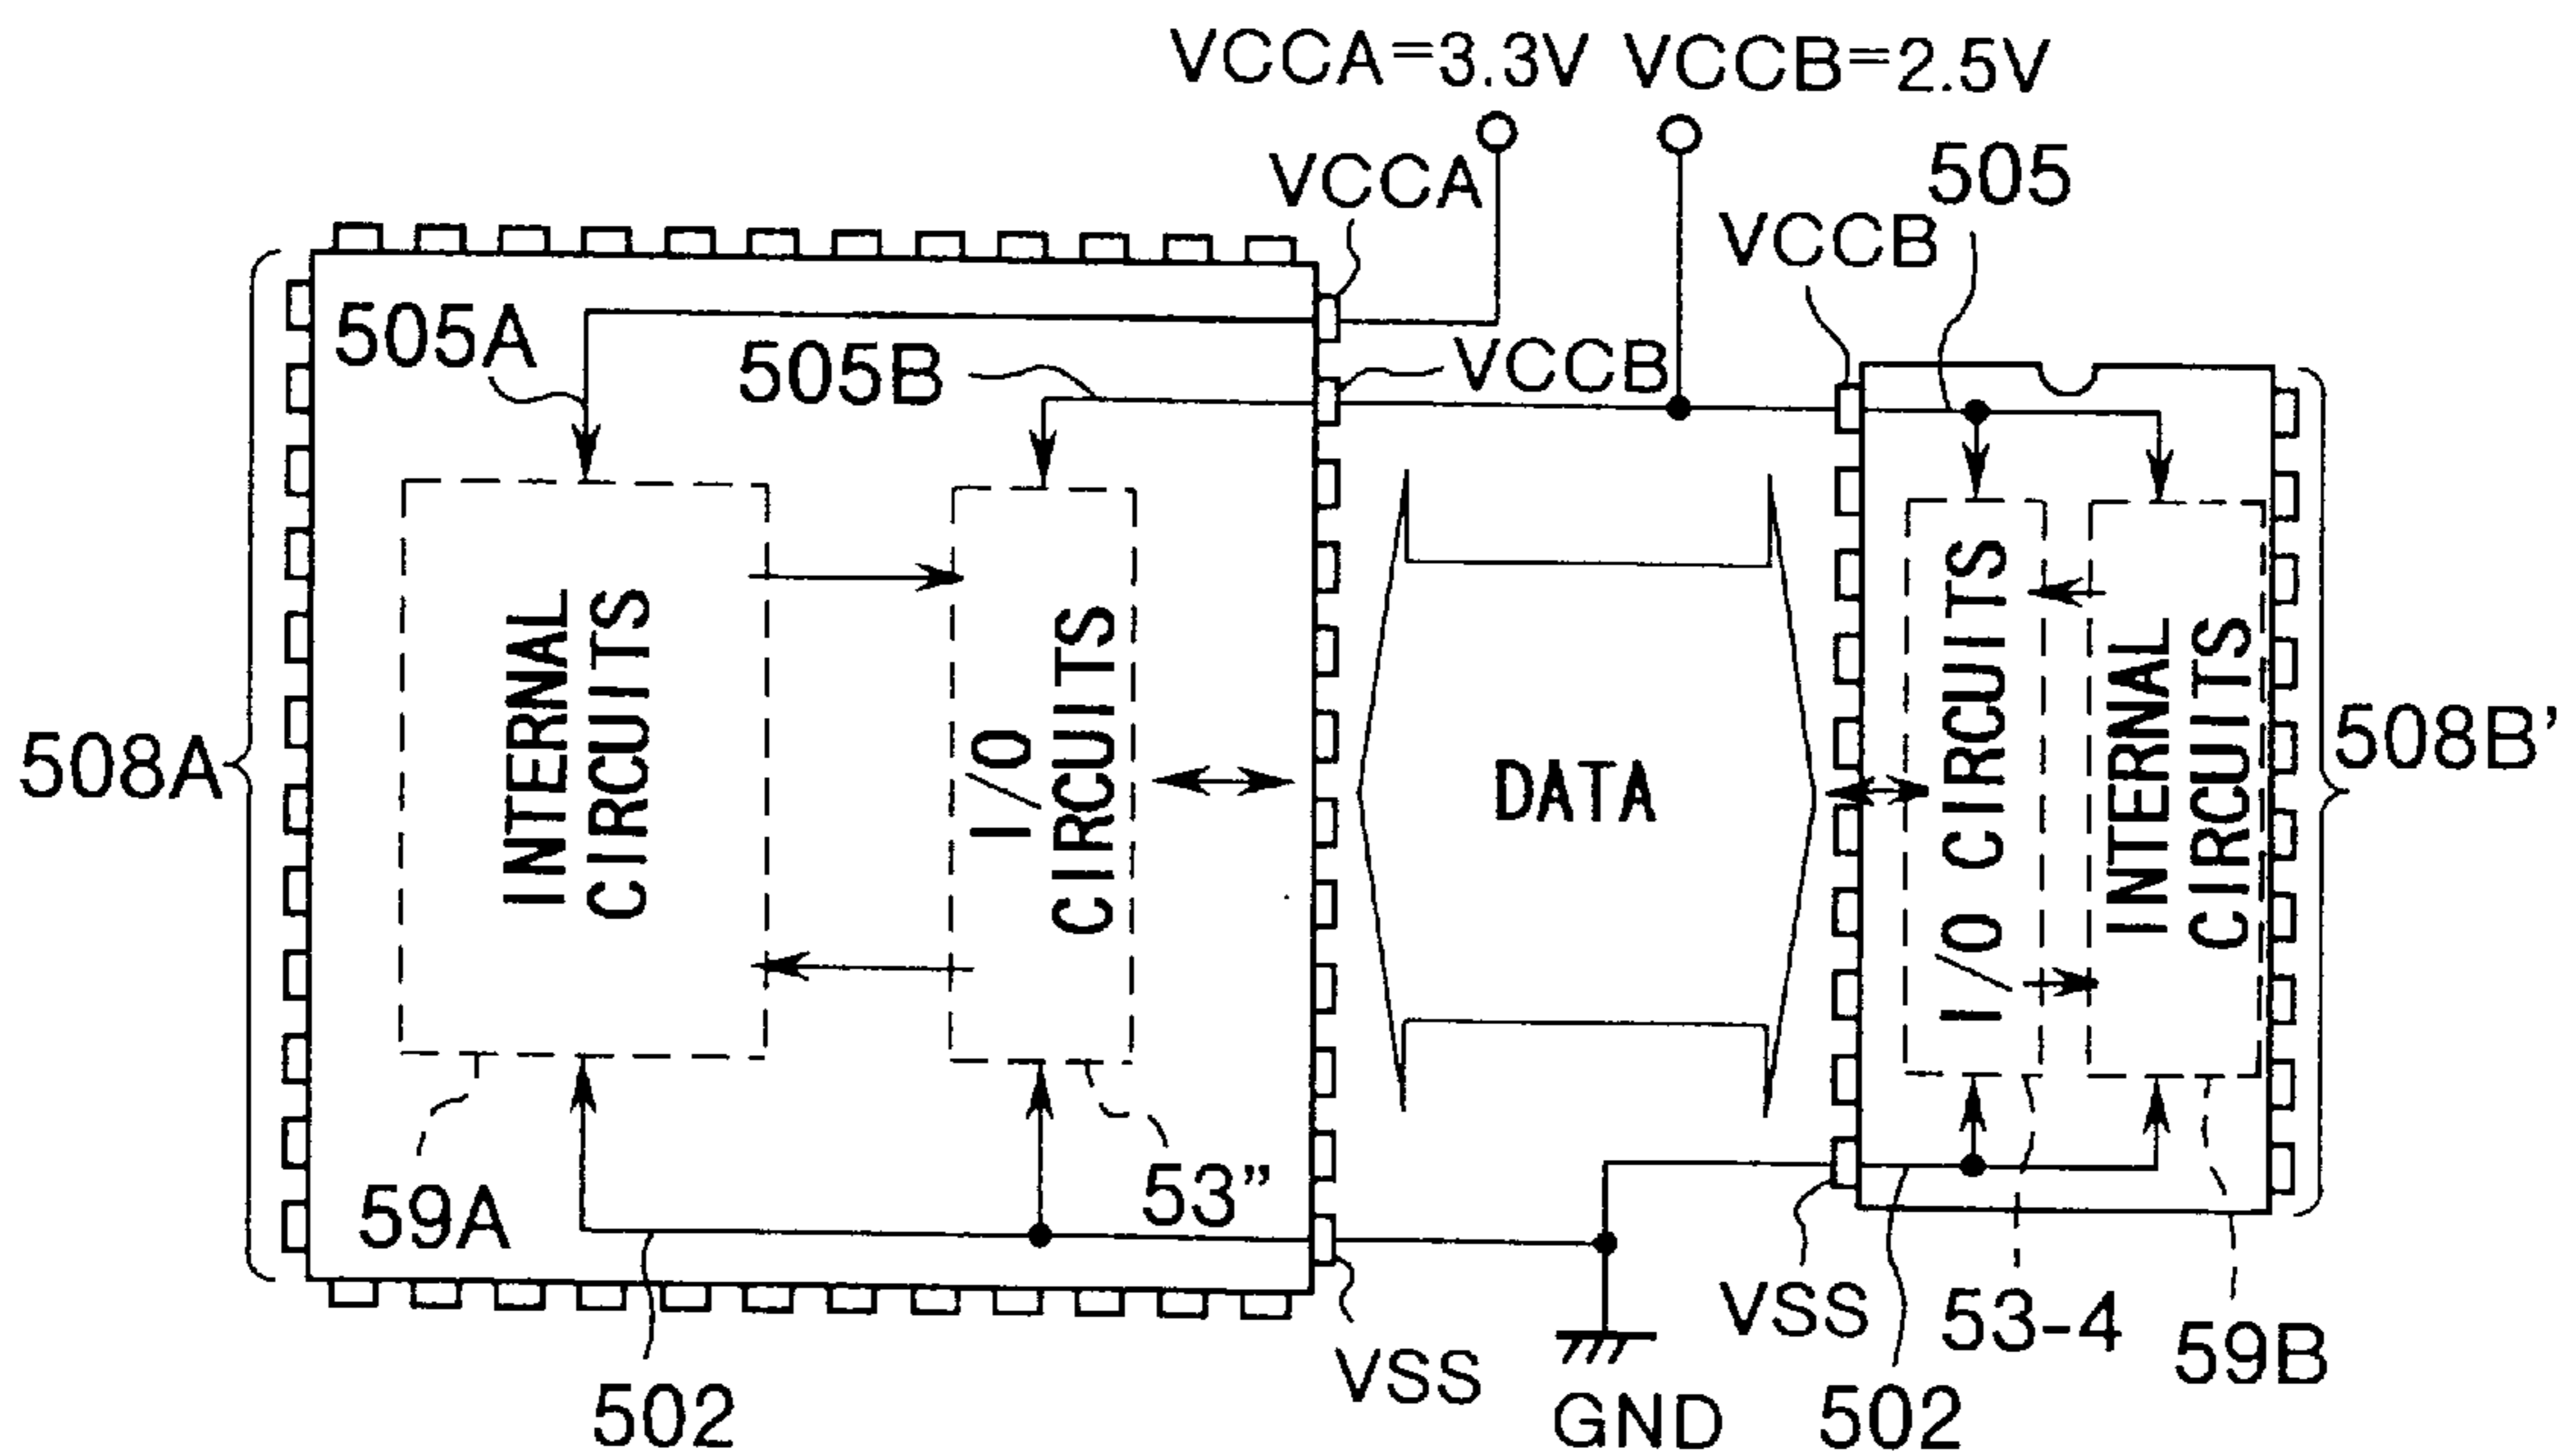 VCCA=3.3V VCCB=2.5V
VCCA
505
VCCB
505A
505B
VCCB
INTERNAL
CIRCUITS
I/O
CIRCUITS
DATA
I/O CIRCUITS
INTERNAL
CIRCUITS
508A
508B'
59A
53”
VSS
53-4
59B
502
VSS
GND
502